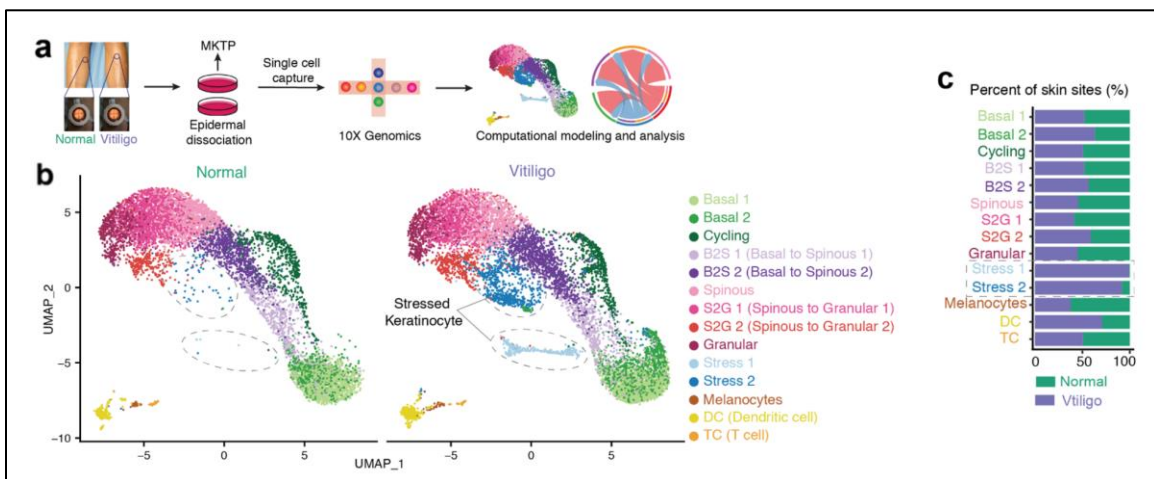 a
MKTP
Single cell
capture
Normal Vitiligo
Epidermal
dissociation
10X Genomics
Computational modeling and analysis
b
Normal
Vitiligo
UMAP_2
5
0
−5
−10
Stressed
Keratinocyte
−5 0 5
−5 0 5
UMAP_1
Basal 1
Basal 2
Cycling
B2S 1 (Basal to Spinous 1)
B2S 2 (Basal to Spinous 2)
Spinous
S2G 1 (Spinous to Granular 1)
S2G 2 (Spinous to Granular 2)
Granular
Stress 1
Stress 2
Melanocytes
DC (Dendritic cell)
TC (T cell)
c
Percent of skin sites (%)
Basal 1
Basal 2
Cycling
B2S 1
B2S 2
Spinous
S2G 1
S2G 2
Granular
Stress 1
Stress 2
Melanocytes
DC
TC
0 50 100
Normal
Vtiligo